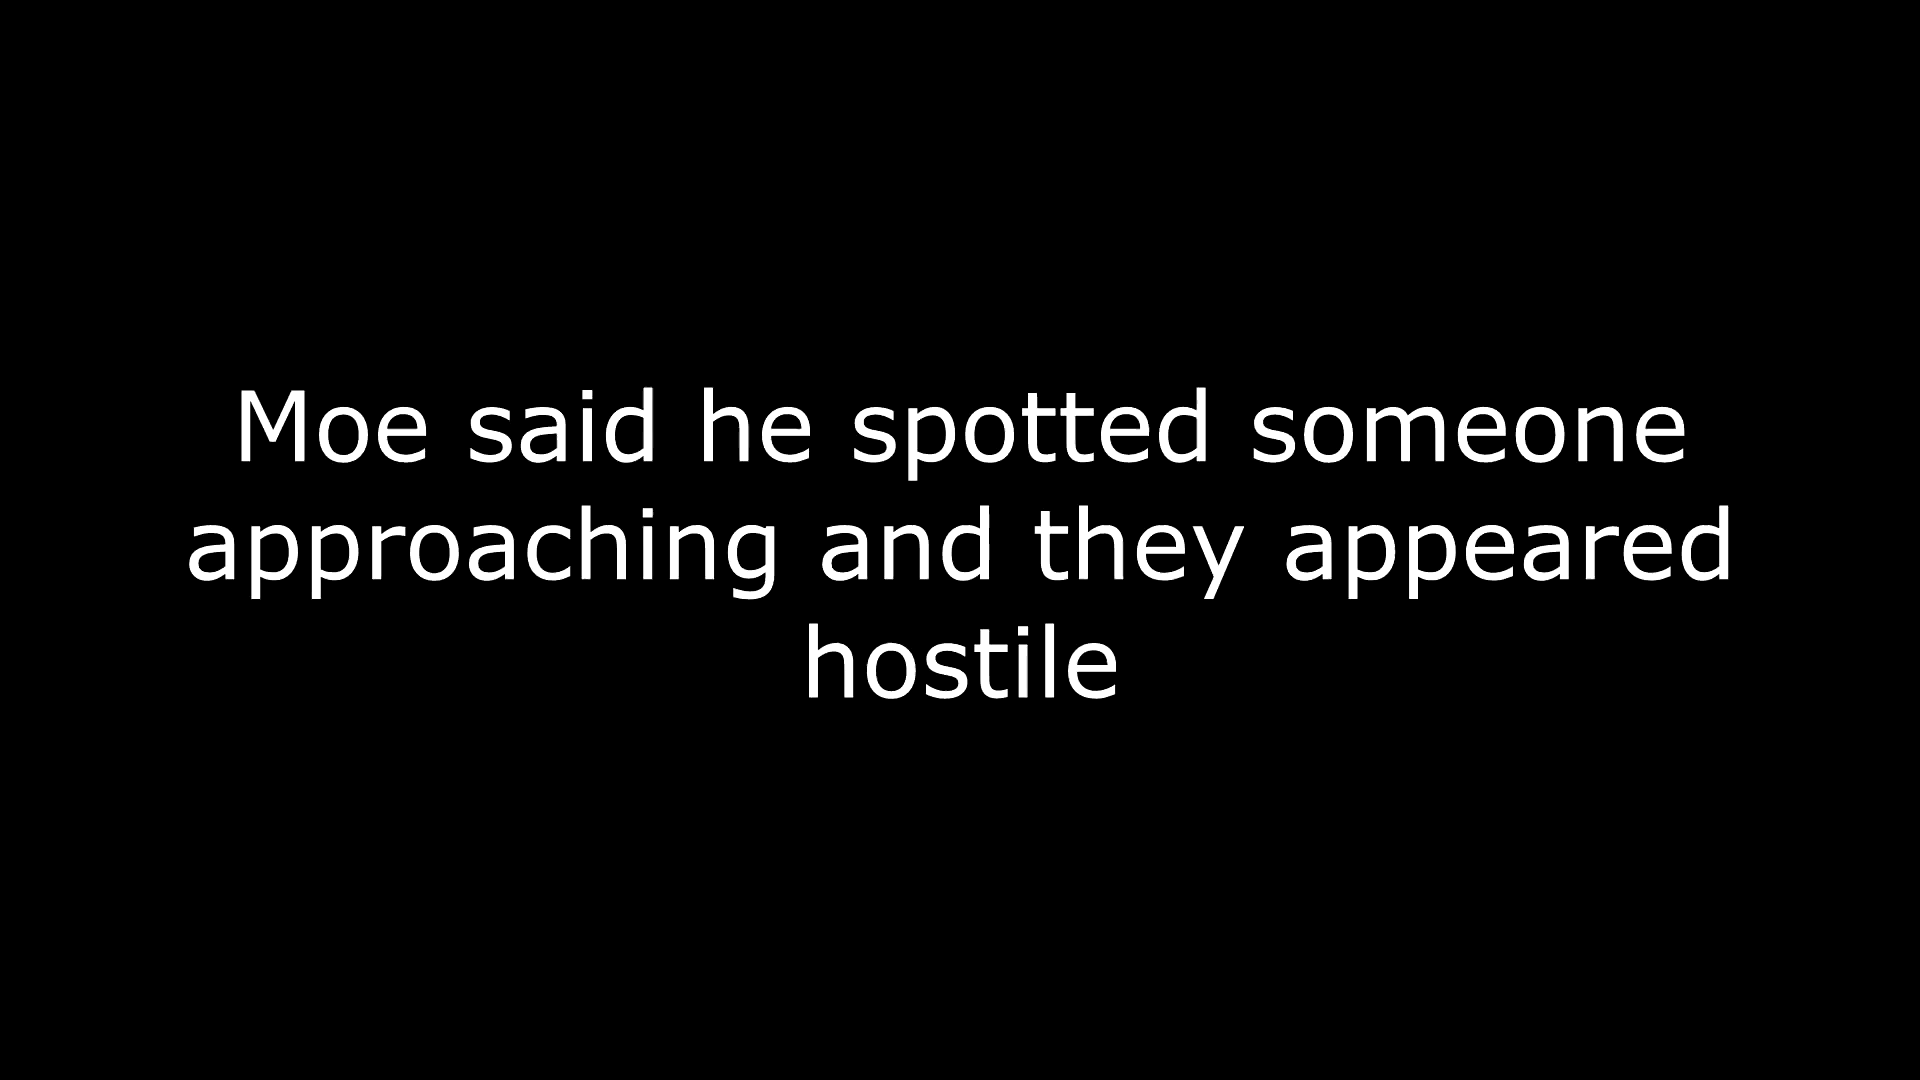 Moe said he spotted someone
approaching and they appeared
hostile